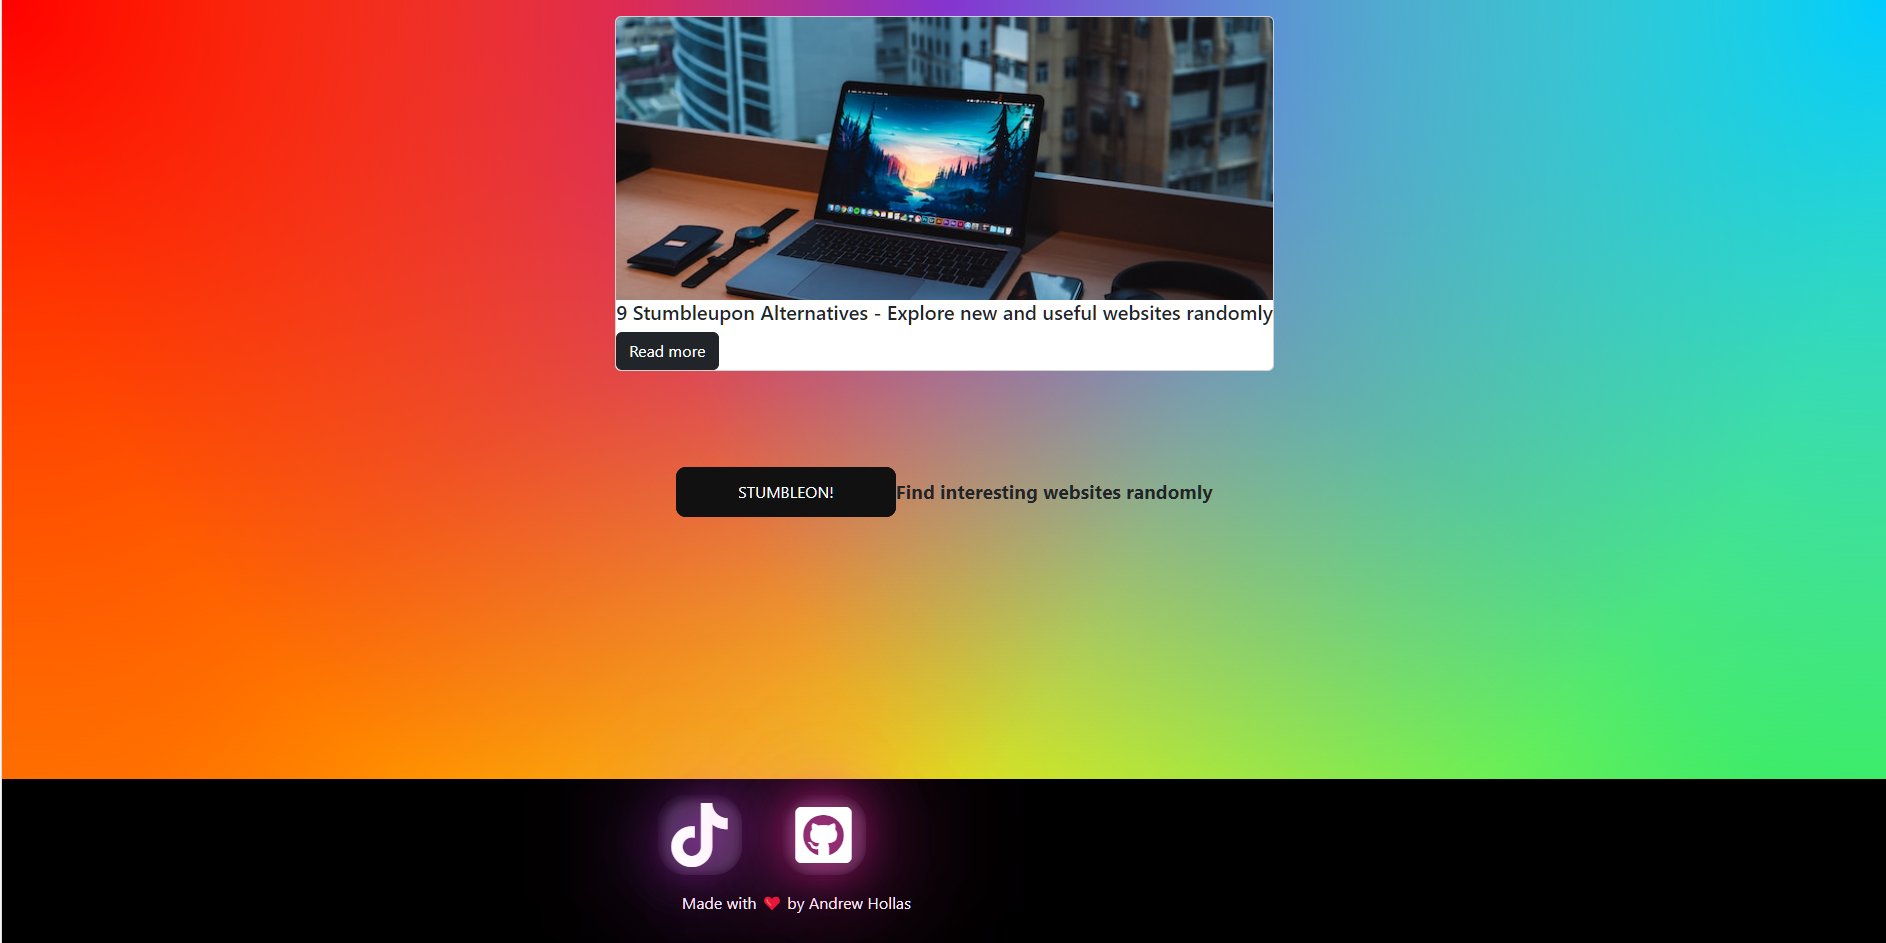 9 Stumbleupon Alternatives - Explore new and useful websites randomly
Read more
STUMBLEON!
Find interesting websites randomly
Made with ❤ by Andrew Hollas